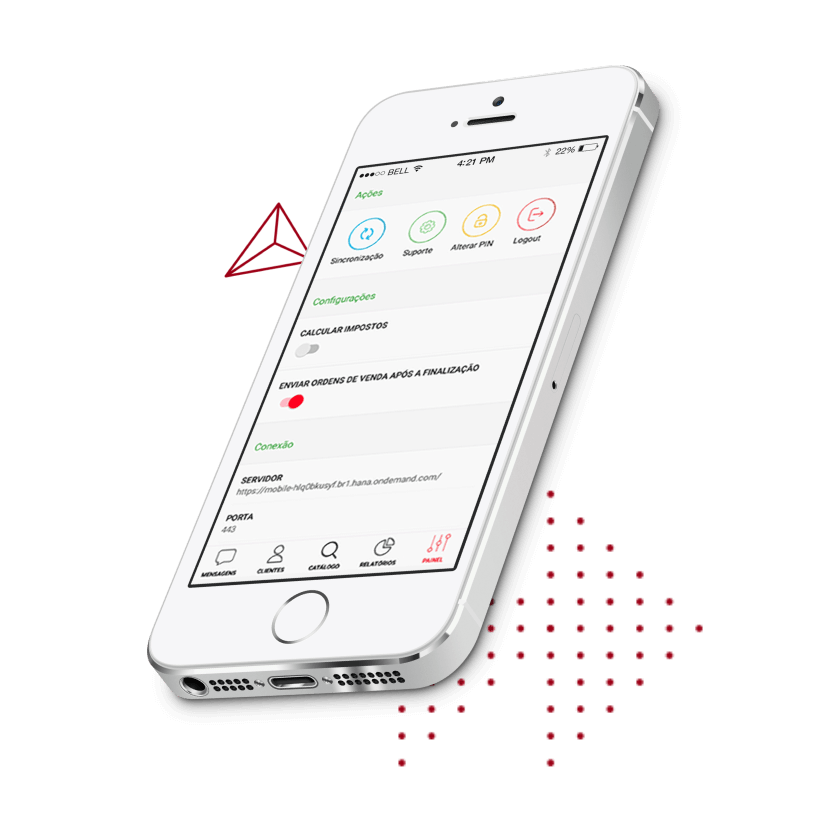 BELL 4:21 PM 22%
Ações
Sincronização Suporte Alterar PIN Logout
Configurações
CALCULAR IMPOSTOS
ENVIAR ORDENS DE VENDA APÓS A FINALIZAÇÃO
Conexão
SERVIDOR
https://mobile-hlq0bkusyf.br1.hana.ondemand.com/
PORTA
443
MENSAGENS CLIENTES CATÁLOGO RELATÓRIOS PAINEL